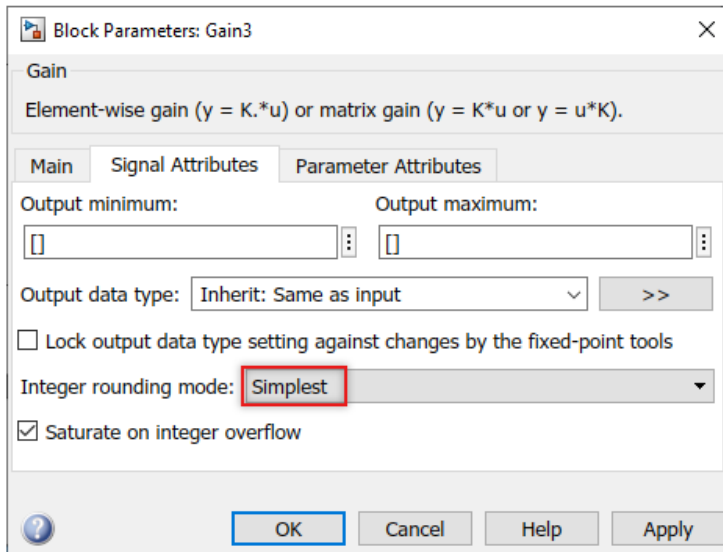 Block Parameters: Gain3
Gain
Element-wise gain (y = K.*u) or matrix gain (y = K*u or y = u*K).
Main Signal Attributes Parameter Attributes
Output minimum: Output maximum:
[] []
Output data type: Inherit: Same as input >>
Lock output data type setting against changes by the fixed-point tools
Integer rounding mode: Simplest
Saturate on integer overflow
? OK Cancel Help Apply